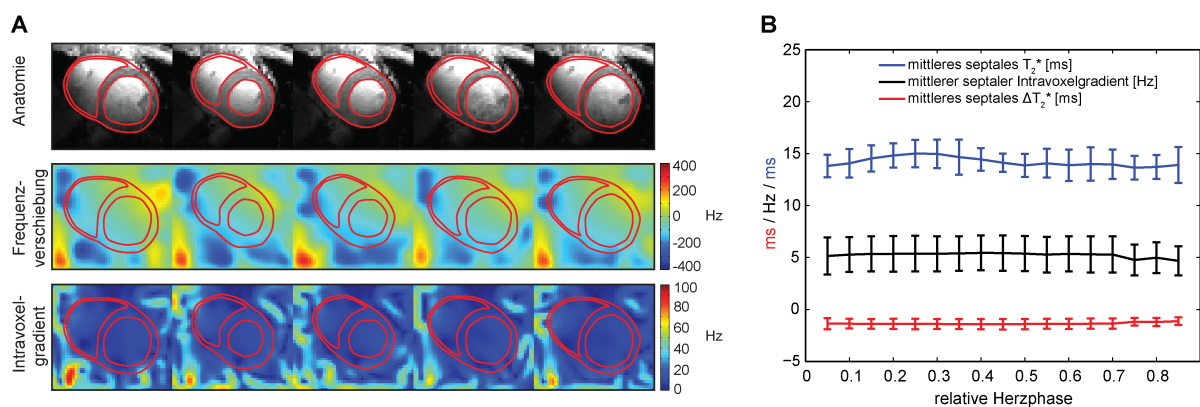 A
Anatomie
Frequenz-
verschiebung
400
200
0
-200
-400
Hz
Intravoxel-
gradient
100
80
60
40
20
0
Hz
B
25
20
15
10
5
0
−5
ms / Hz / ms
mittleres septales T2* [ms]
mittlerer septaler Intravoxelgradient [Hz]
mittleres septales ΔT2* [ms]
0 0.1 0.2 0.3 0.4 0.5 0.6 0.7 0.8
relative Herzphase